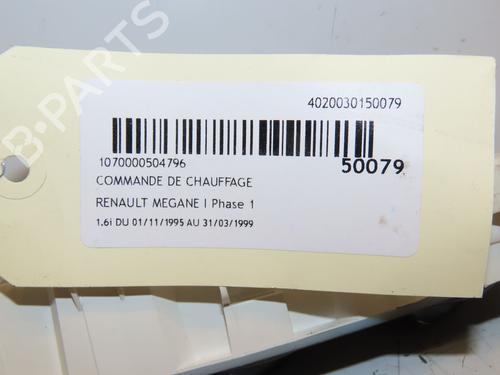 4020030150079
1070000504796
50079
COMMANDE DE CHAUFFAGE
RENAULT MEGANE I Phase 1
1.6i DU 01/11/1995 AU 31/03/1999
B-PARTS